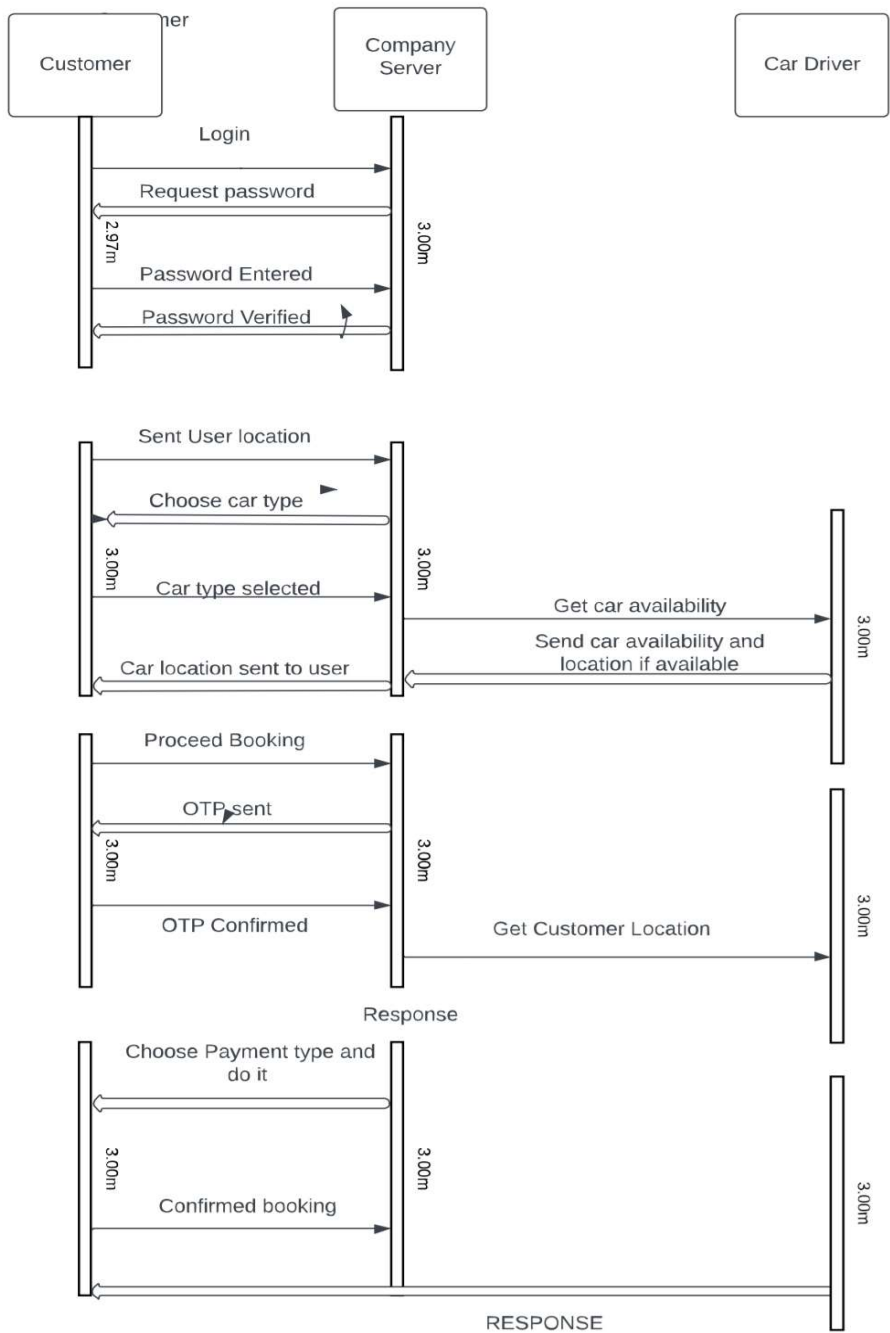 mer
Customer
Company
Server
Car Driver
Login
Request password
2.97m
3.00m
Password Entered
Password Verified
Sent User location
Choose car type
3.00m
3.00m
Car type selected
Get car availability
3.00m
Send car availability and
location if available
Car location sent to user
Proceed Booking
OTP sent
3.00m
3.00m
3.00m
OTP Confirmed
Get Customer Location
Response
Choose Payment type and
do it
3.00m
3.00m
3.00m
Confirmed booking
RESPONSE